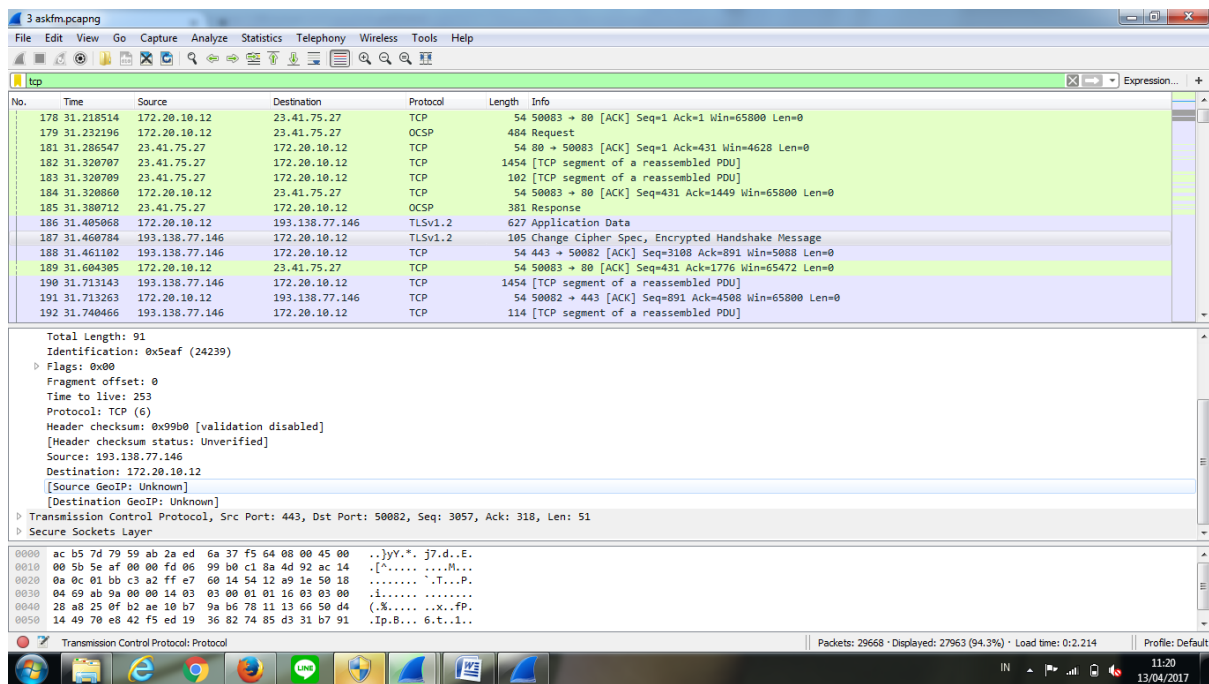 3 askfm.pcapng
File Edit View Go Capture Analyze Statistics Telephony Wireless Tools Help
tcp Expression... +
No. Time Source Destination Protocol Length Info
178 31.218514 172.20.10.12 23.41.75.27 TCP 54 50083 → 80 [ACK] Seq=1 Ack=1 Win=65800 Len=0
179 31.232196 172.20.10.12 23.41.75.27 OCSP 484 Request
181 31.286547 23.41.75.27 172.20.10.12 TCP 54 80 → 50083 [ACK] Seq=1 Ack=431 Win=4628 Len=0
182 31.320707 23.41.75.27 172.20.10.12 TCP 1454 [TCP segment of a reassembled PDU]
183 31.320709 23.41.75.27 172.20.10.12 TCP 102 [TCP segment of a reassembled PDU]
184 31.320860 172.20.10.12 23.41.75.27 TCP 54 50083 → 80 [ACK] Seq=431 Ack=1449 Win=65800 Len=0
185 31.380712 23.41.75.27 172.20.10.12 OCSP 381 Response
186 31.405068 172.20.10.12 193.138.77.146 TLSv1.2 627 Application Data
187 31.460784 193.138.77.146 172.20.10.12 TLSv1.2 105 Change Cipher Spec, Encrypted Handshake Message
188 31.461102 193.138.77.146 172.20.10.12 TCP 54 443 → 50082 [ACK] Seq=3108 Ack=891 Win=5088 Len=0
189 31.604305 172.20.10.12 23.41.75.27 TCP 54 50083 → 80 [ACK] Seq=431 Ack=1776 Win=65472 Len=0
190 31.713143 193.138.77.146 172.20.10.12 TCP 1454 [TCP segment of a reassembled PDU]
191 31.713263 172.20.10.12 193.138.77.146 TCP 54 50082 → 443 [ACK] Seq=891 Ack=4508 Win=65800 Len=0
192 31.740466 193.138.77.146 172.20.10.12 TCP 114 [TCP segment of a reassembled PDU]
Total Length: 91
Identification: 0x5eaf (24239)
Flags: 0x00
Fragment offset: 0
Time to live: 253
Protocol: TCP (6)
Header checksum: 0x99b0 [validation disabled]
[Header checksum status: Unverified]
Source: 193.138.77.146
Destination: 172.20.10.12
[Source GeoIP: Unknown]
[Destination GeoIP: Unknown]
Transmission Control Protocol, Src Port: 443, Dst Port: 50082, Seq: 3057, Ack: 318, Len: 51
Secure Sockets Layer
0000 ac b5 7d 79 59 ab 2a ed 6a 37 f5 64 08 00 45 00 ..}yY.*. j7.d..E.
0010 00 5b 5e af 00 00 fd 06 99 b0 c1 8a 4d 92 ac 14 .[^..... ....M...
0020 0a 0c 01 bb c3 a2 ff e7 60 14 54 12 a9 1e 50 18 ........ `.T...P.
0030 04 69 ab 9a 00 00 14 03 03 00 01 01 16 03 03 00 .i...... ........
0040 28 a8 25 0f b2 ae 10 b7 9a b6 78 11 13 66 50 d4 (.%..... ..x..fP.
0050 14 49 70 e8 42 f5 ed 19 36 82 74 85 d3 31 b7 91 .Ip.B... 6.t..1..
Transmission Control Protocol: Protocol Packets: 29668 · Displayed: 27963 (94.3%) · Load time: 0:2.214 Profile: Default
LINE
W
IN 11:20
13/04/2017